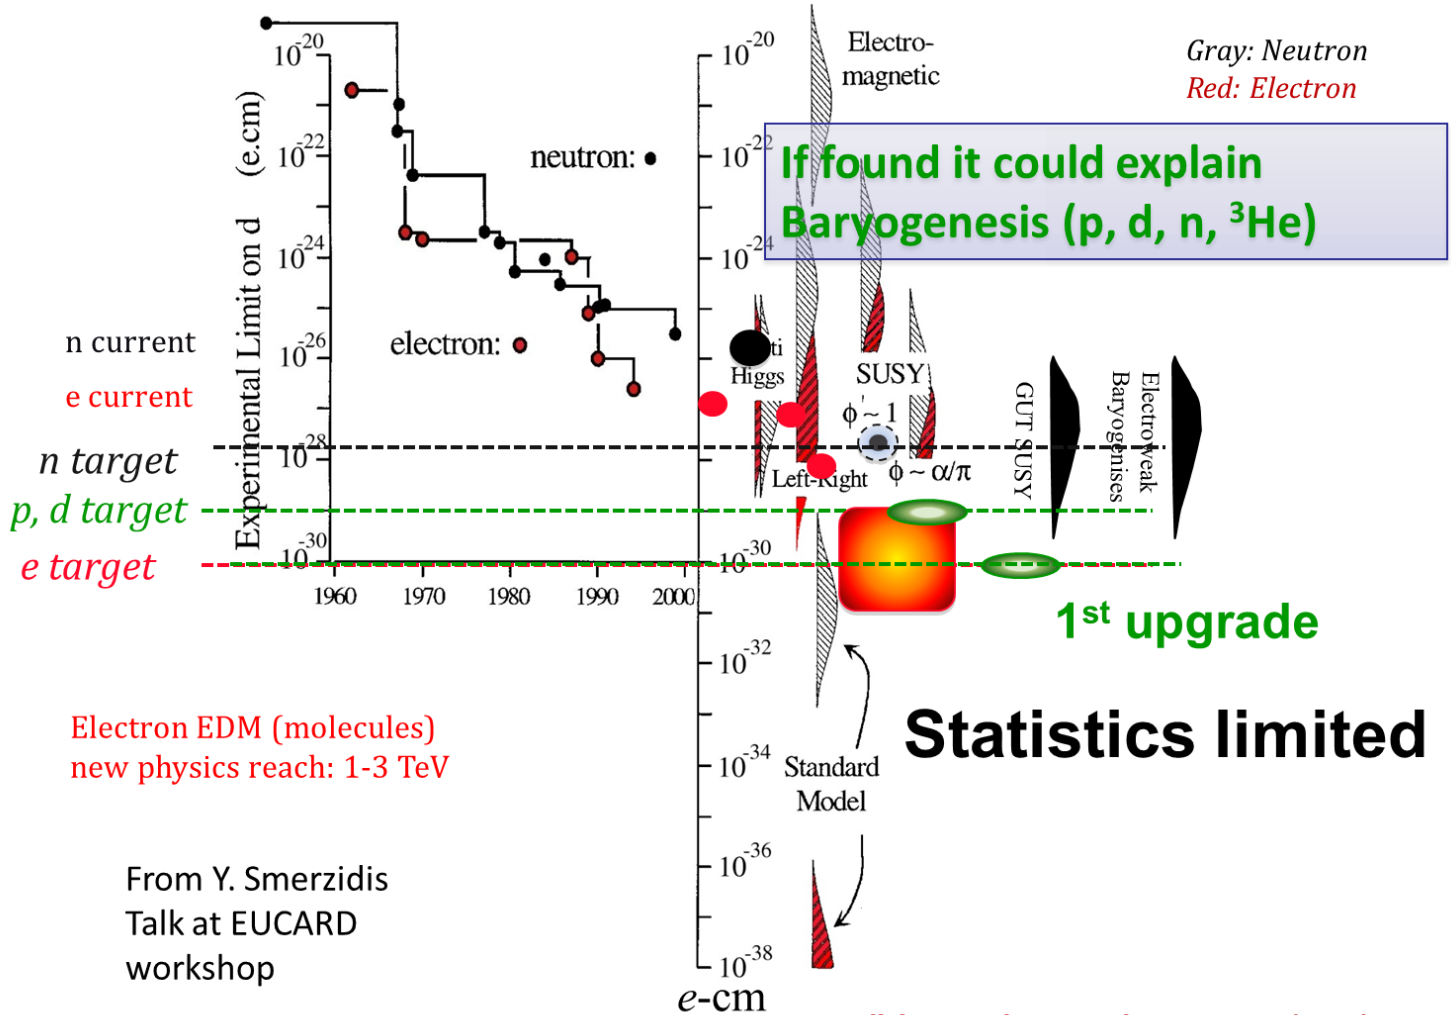 10-20
10-22
10-24
10-26
10-28
10-30
Experimental Limit on d (e.cm)
neutron:
electron:
1960
1970
1980
1990
2000
10-20
10-22
10-24
10-30
10-32
10-34
10-36
10-38
e-cm
Electro-
magnetic
Gray: Neutron
Red: Electron
If found it could explain
Baryogenesis (p, d, n, 3He)
n current
e current
n target
p, d target
e target
Higgs
SUSY
ϕ ~ 1
ϕ ~ α/π
Left-Right
GUT SUSY
Electroweak
Baryogenises
1st upgrade
Statistics limited
Standard
Model
Electron EDM (molecules)
new physics reach: 1-3 TeV
From Y. Smerzidis
Talk at EUCARD
workshop